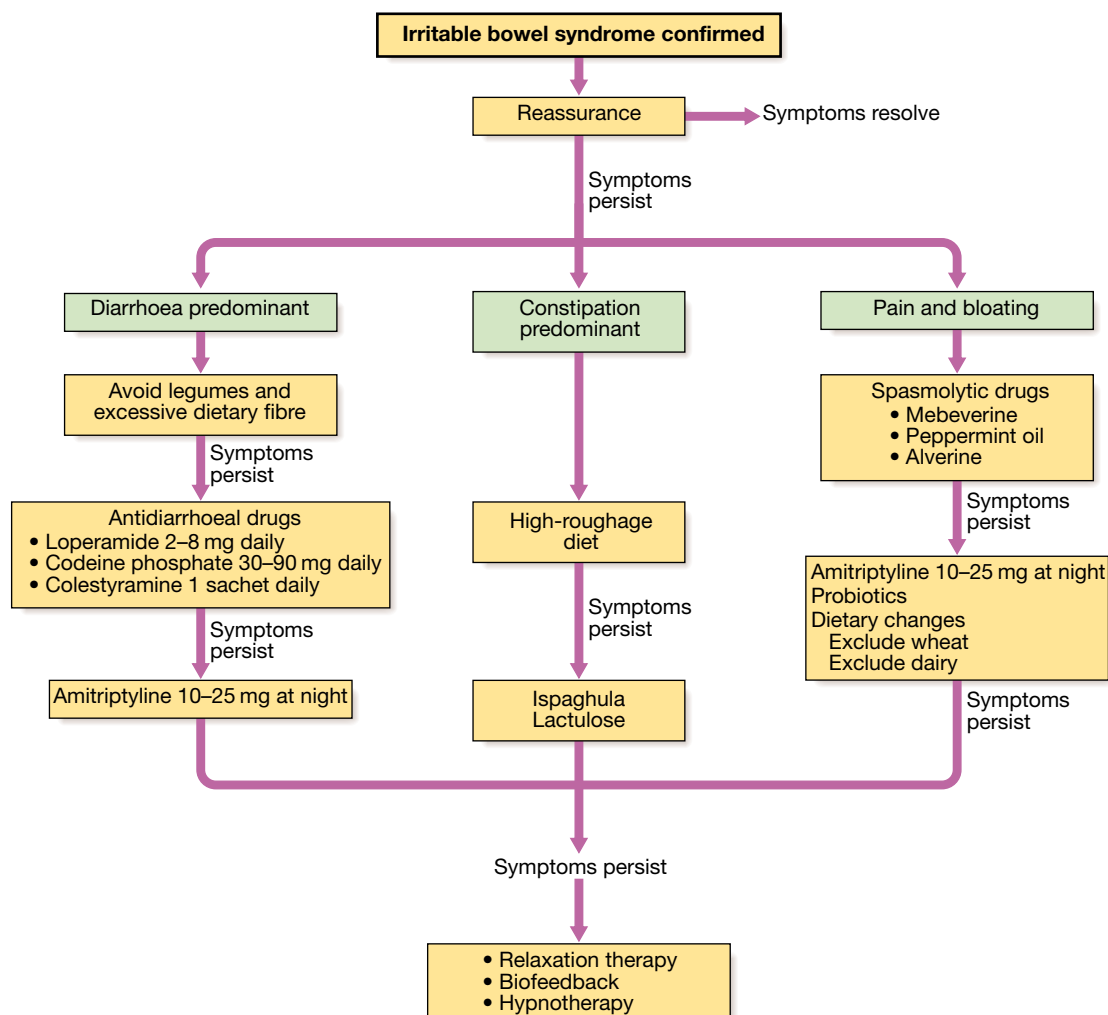 Irritable bowel syndrome confirmed
Reassurance
Symptoms resolve
Symptoms
persist
Diarrhoea predominant
Avoid legumes and
excessive dietary fibre
Symptoms
persist
Antidiarrhoeal drugs
• Loperamide 2–8 mg daily
• Codeine phosphate 30–90 mg daily
• Colestyramine 1 sachet daily
Symptoms
persist
Amitriptyline 10–25 mg at night
Constipation
predominant
High-roughage
diet
Symptoms
persist
Ispaghula
Lactulose
Pain and bloating
Spasmolytic drugs
• Mebeverine
• Peppermint oil
• Alverine
Symptoms
persist
Amitriptyline 10–25 mg at night
Probiotics
Dietary changes
Exclude wheat
Exclude dairy
Symptoms
persist
Symptoms persist
• Relaxation therapy
• Biofeedback
• Hypnotherapy